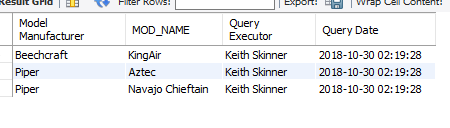 Result Grid Filter Rows: Export: Wrap Cell Content:
Model Manufacturer MOD_NAME Query Executor Query Date
Beechcraft KingAir Keith Skinner 2018-10-30 02:19:28
Piper Aztec Keith Skinner 2018-10-30 02:19:28
Piper Navajo Chieftain Keith Skinner 2018-10-30 02:19:28